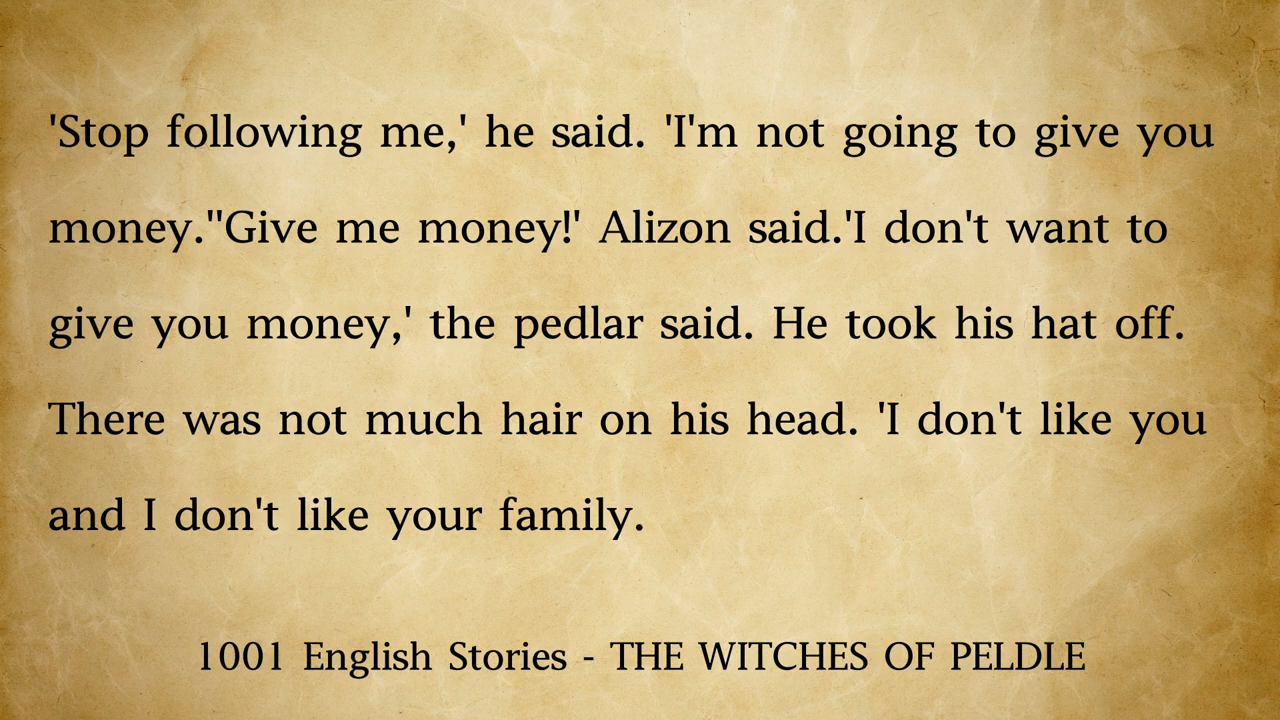 'Stop following me,' he said. 'I'm not going to give you
money.''Give me money!' Alizon said.'I don't want to
give you money,' the pedlar said. He took his hat off.
There was not much hair on his head. 'I don't like you
and I don't like your family.
1001 English Stories - THE WITCHES OF PELDLE